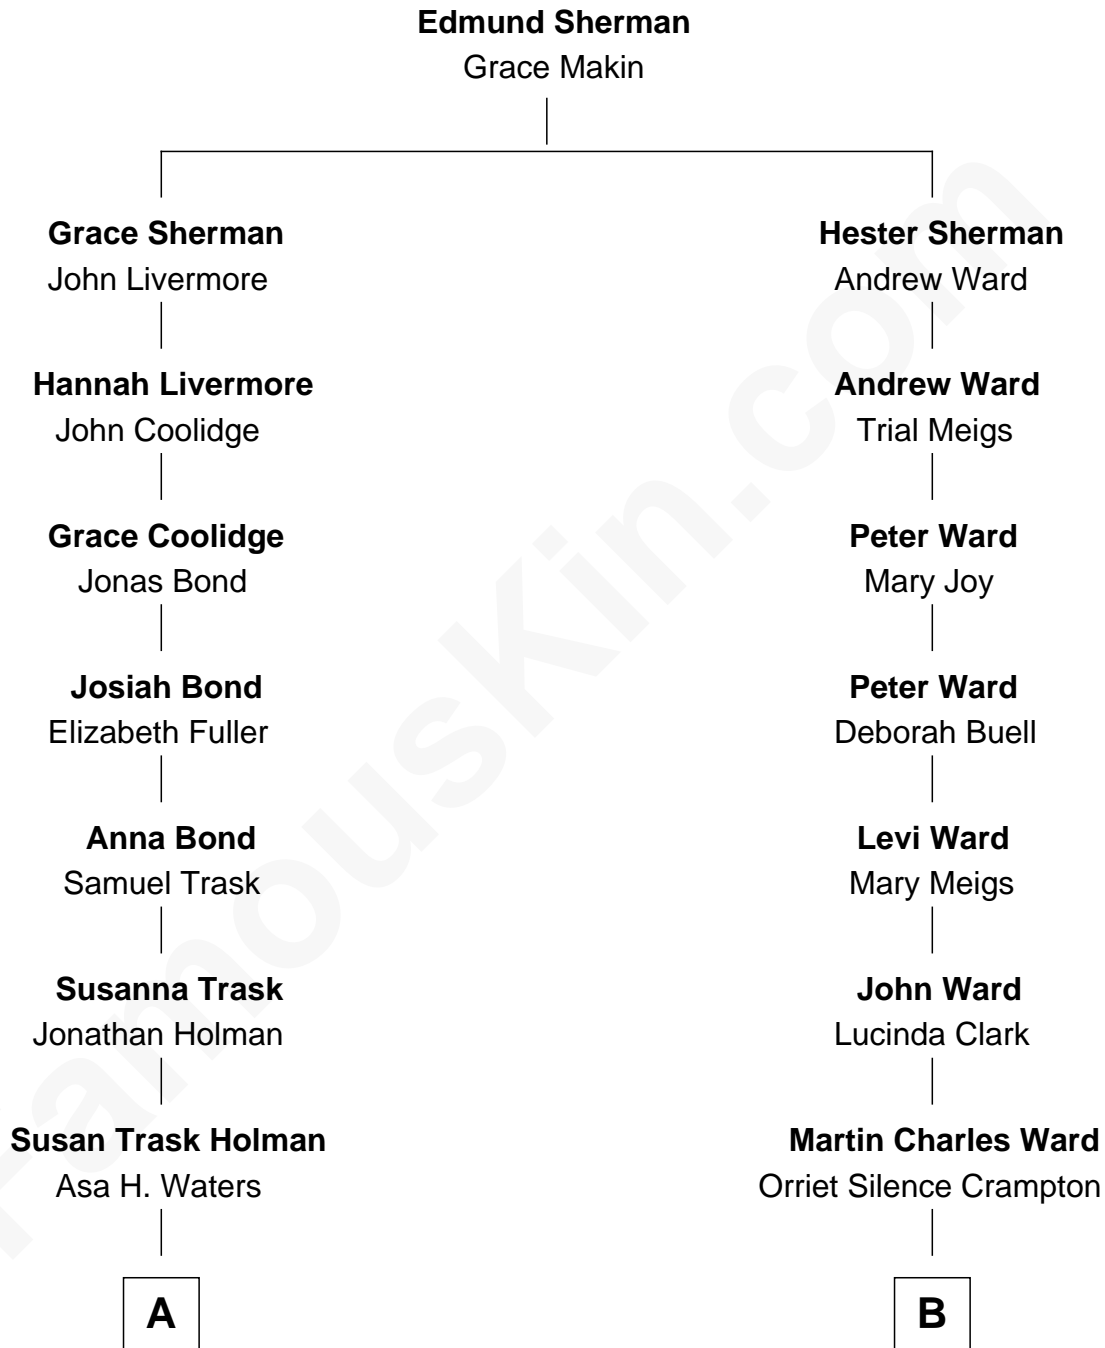 Edmund Sherman
Grace Makin
Grace Sherman
John Livermore
Hannah Livermore
John Coolidge
Grace Coolidge
Jonas Bond
Josiah Bond
Elizabeth Fuller
Anna Bond
Samuel Trask
Susanna Trask
Jonathan Holman
Susan Trask Holman
Asa H. Waters
A
Hester Sherman
Andrew Ward
Andrew Ward
Trial Meigs
Peter Ward
Mary Joy
Peter Ward
Deborah Buell
Levi Ward
Mary Meigs
John Ward
Lucinda Clark
Martin Charles Ward
Orriet Silence Crampton
B
FamousKin.com